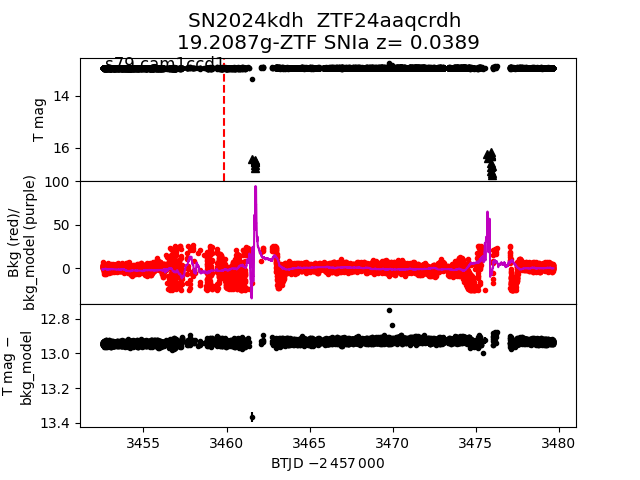 SN2024kdh  ZTF24aaqcrdh
19.2087g-ZTF SNIa z= 0.0389
s79 cam1ccd1
14
16
T mag
100
50
0
Bkg (red)/
bkg_model (purple)
12.8
13.0
13.2
13.4
T mag −
bkg_model
3455 3460 3465 3470 3475 3480
BTJD −2 457 000